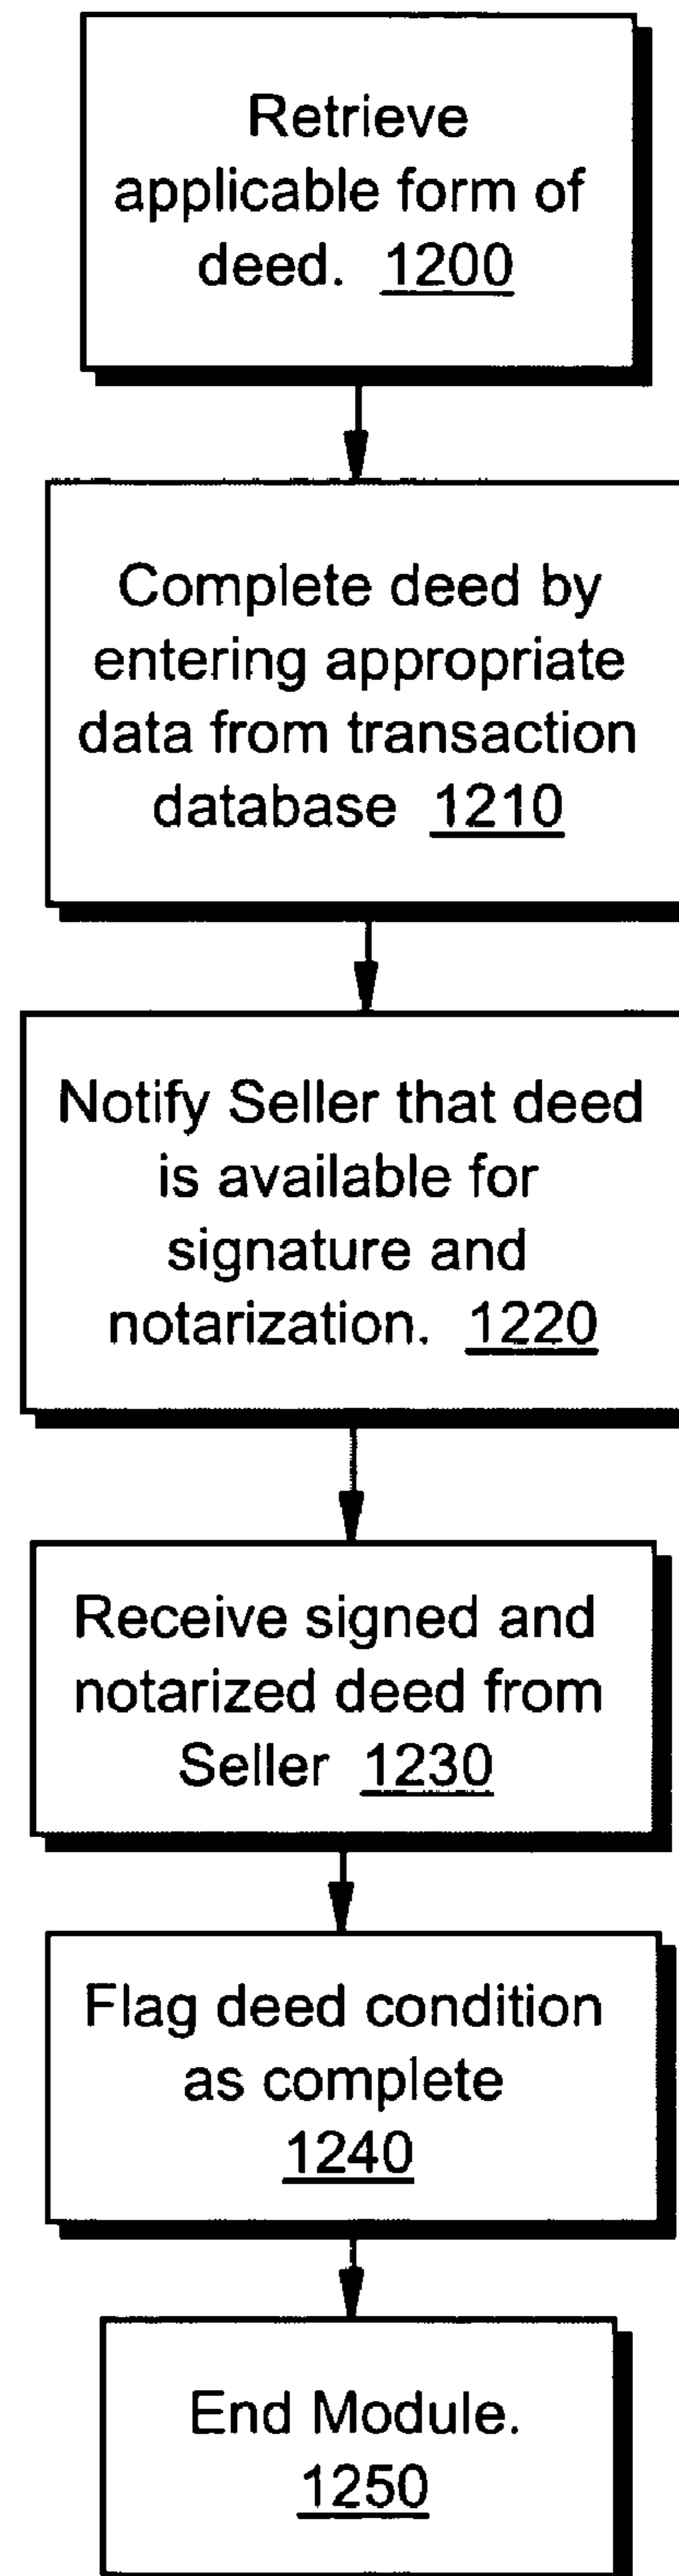 Retrieve
applicable form of
deed. 1200
Complete deed by
entering appropriate
data from transaction
database 1210
Notify Seller that deed
is available for
signature and
notarization. 1220
Receive signed and
notarized deed from
Seller 1230
Flag deed condition
as complete
1240
End Module.
1250